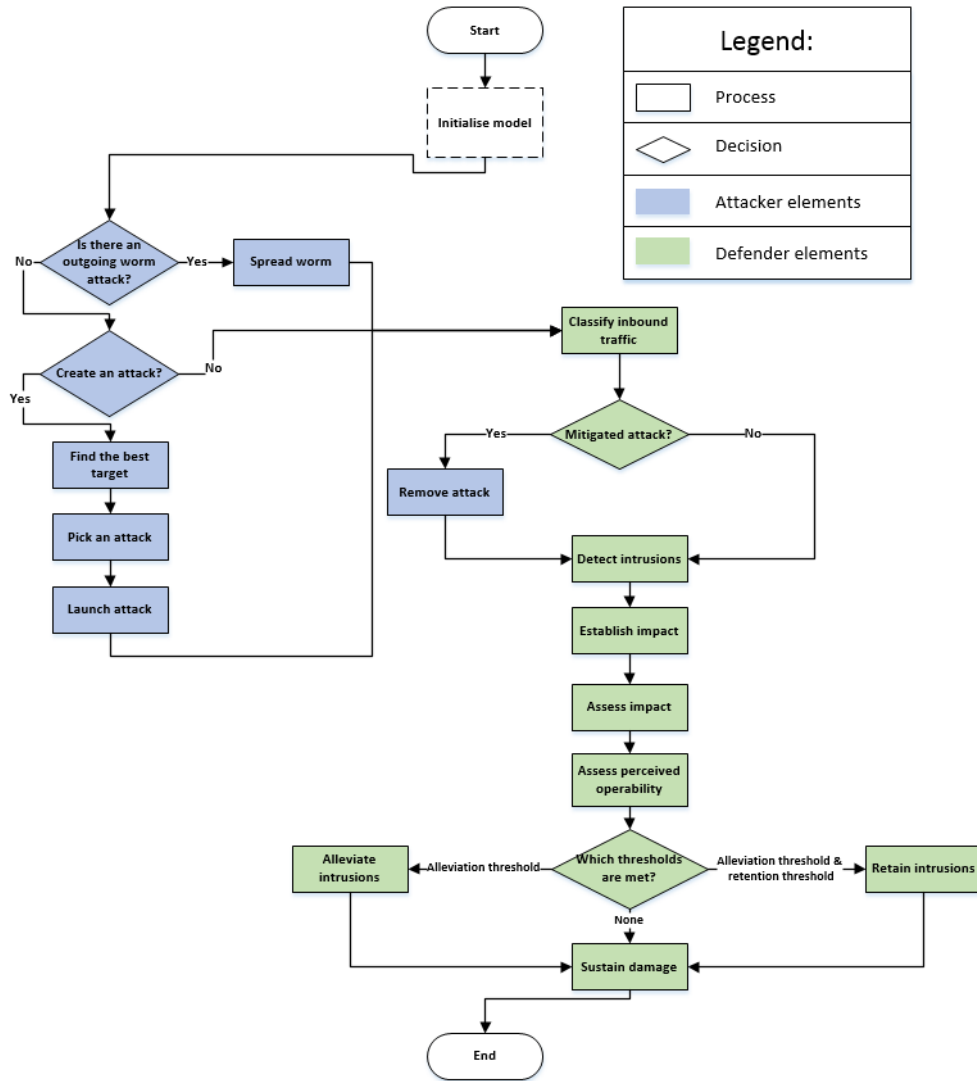 Start
Legend:
Process
Initialise model
Decision
Attacker elements
Is there an
outgoing worm
attack?
No
Yes
Spread worm
Defender elements
Classify inbound
traffic
Create an attack?
No
Yes
Mitigated attack?
Yes
No
Find the best
target
Remove attack
Pick an attack
Detect intrusions
Launch attack
Establish impact
Assess impact
Assess perceived
operability
Alleviate
intrusions
Alleviation threshold
Which thresholds
are met?
Alleviation threshold &
retention threshold
Retain intrusions
None
Sustain damage
End